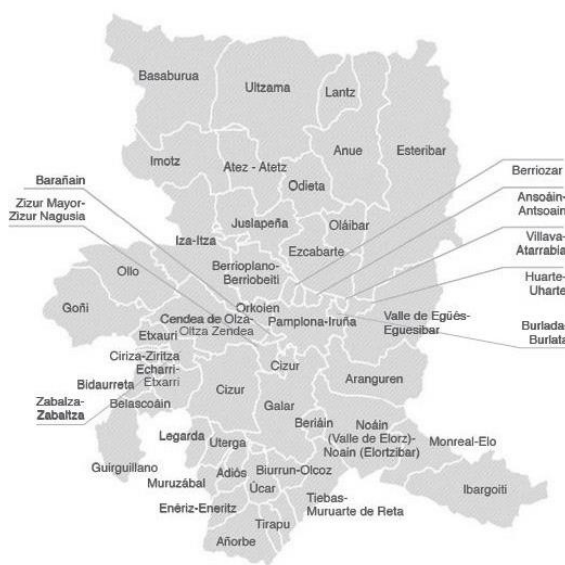 Basaburua
Ultzama
Lantz
Imotz
Atez - Atetz
Anue
Esteribar
Odieta
Barañain
Berriozar
Zizur Mayor-
Zizur Nagusia
Ansoáin-
Antsoain
Juslapeña
Oláibar
Villava-
Atarrabia
Iza-Itza
Ezcabarte
Berrioplano-
Berriobeiti
Ollo
Huarte-
Uharte
Goñi
Orkoien
Cendea de Olza-
Oltza Zendea
Pamplona-Iruña
Valle de Egüés-
Eguesibar
Etxauri
Burlada-
Burlata
Ciriza-Ziritza
Echarri-
Etxarri
Cizur
Aranguren
Bidaurreta
Cizur
Zabalza-
Zabaltza
Belascoáin
Galar
Legarda
Uterga
Beriáin
Noáin
(Valle de Elorz)-
Noain (Elortzibar)
Monreal-Elo
Guirguillano
Adiós
Biurrun-Olcoz
Muruzábal
Úcar
Ibargoiti
Tiebas-
Muruarte de Reta
Enériz-Eneritz
Tirapu
Añorbe